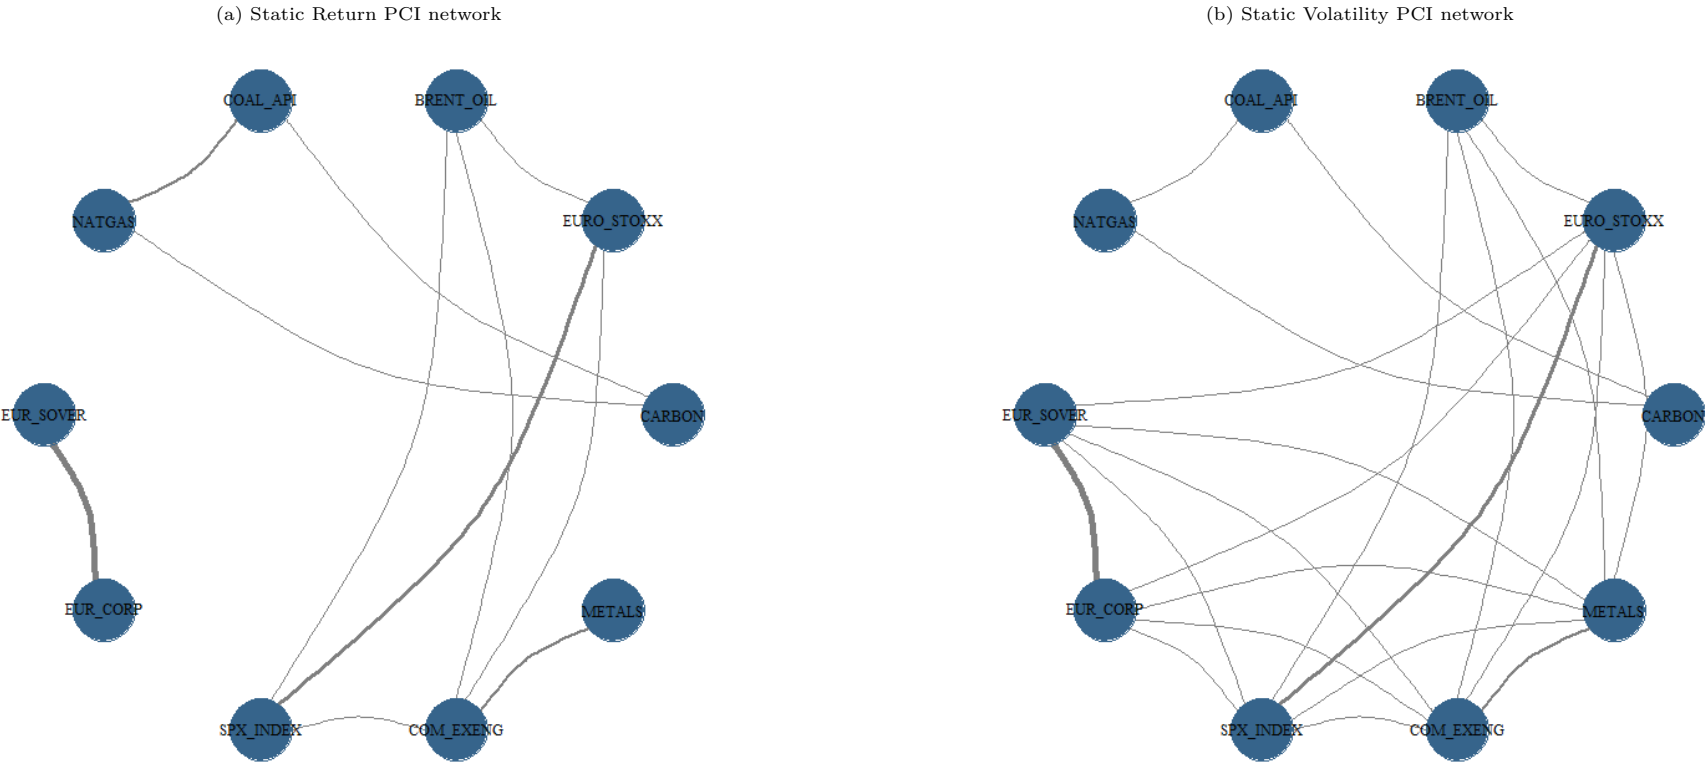 (a) Static Return PCI network
COAL_API
BRENT_OIL
NATGAS
EURO_STOXX
EUR_SOVER
CARBON
EUR_CORP
METALS
SPX_INDEX
COM_EXENG
(b) Static Volatility PCI network
COAL_API
BRENT_OIL
NATGAS
EURO_STOXX
EUR_SOVER
CARBON
EUR_CORP
METALS
SPX_INDEX
COM_EXENG